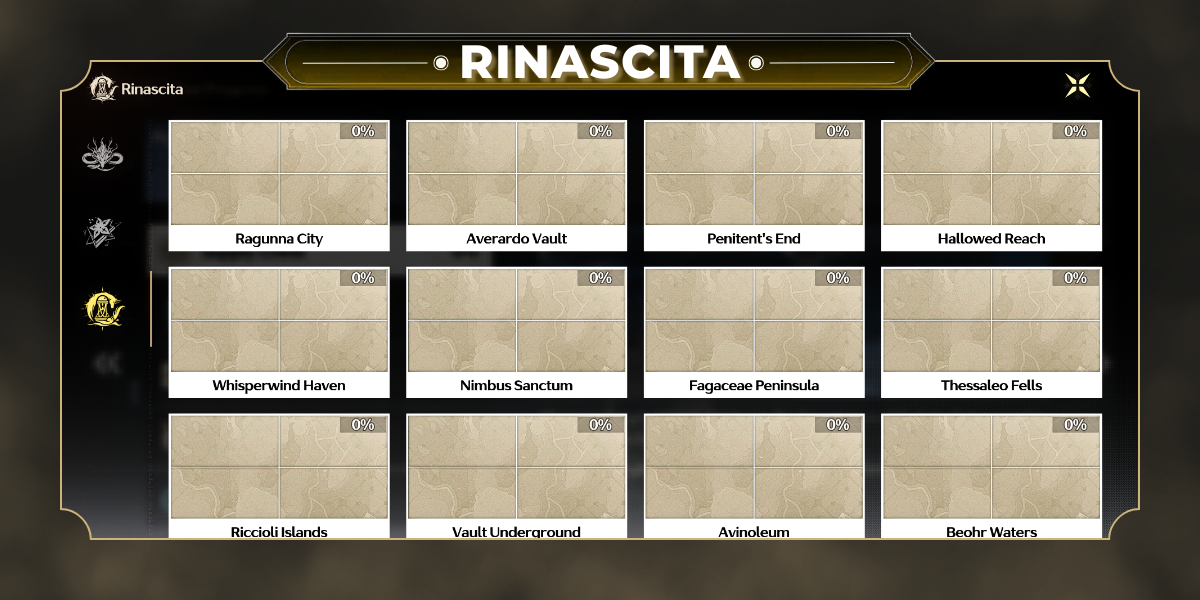 RINASCITA
Rinascita
0% 0% 0% 0%
Ragunna City Averardo Vault Penitent's End Hallowed Reach
0% 0% 0% 0%
Whisperwind Haven Nimbus Sanctum Fagaceae Peninsula Thessaleo Fells
0% 0% 0% 0%
Riccioli Islands Vault Underground Avinoleum Beohr Waters